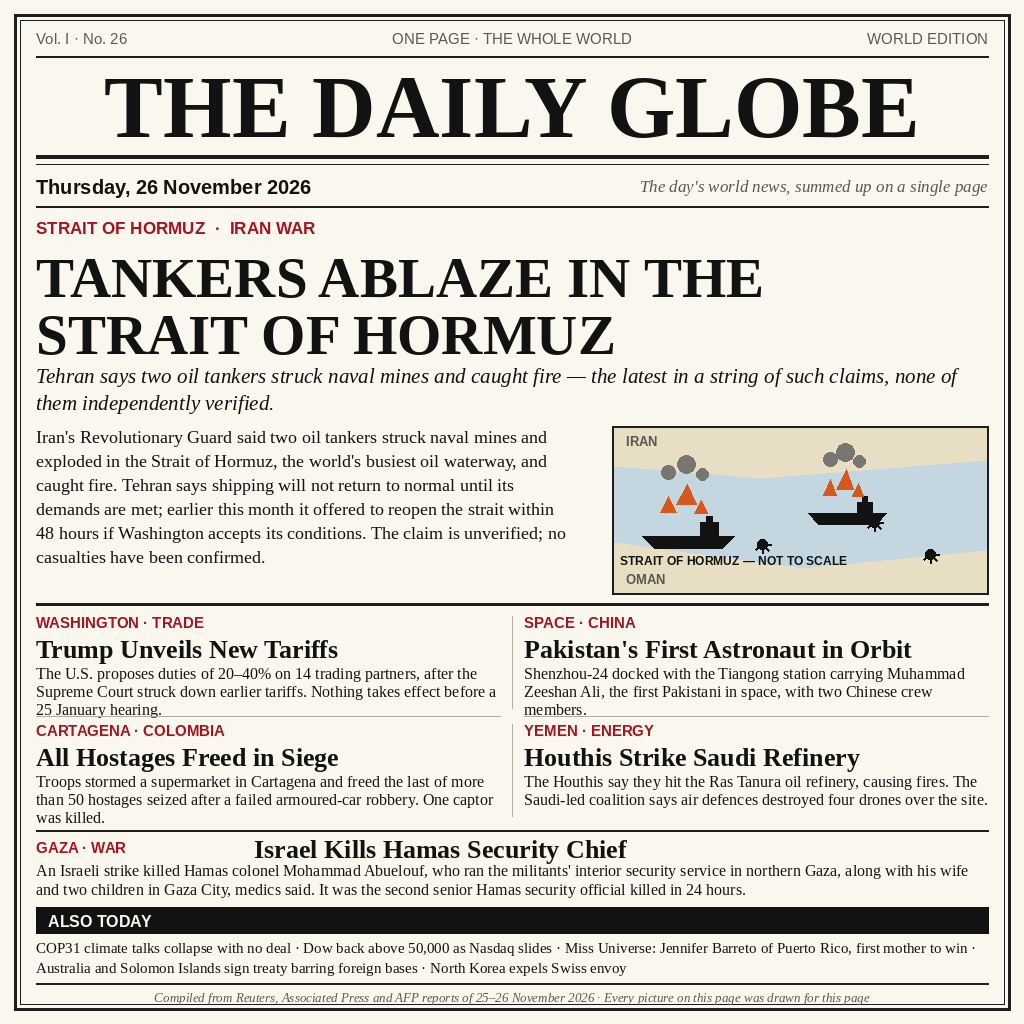 Vol. I · No. 26
ONE PAGE · THE WHOLE WORLD
WORLD EDITION
THE DAILY GLOBE
Thursday, 26 November 2026
The day's world news, summed up on a single page
STRAIT OF HORMUZ · IRAN WAR
TANKERS ABLAZE IN THE
STRAIT OF HORMUZ
Tehran says two oil tankers struck naval mines and caught fire — the latest in a string of such claims, none of
them independently verified.
Iran's Revolutionary Guard said two oil tankers struck naval mines and
exploded in the Strait of Hormuz, the world's busiest oil waterway, and
caught fire. Tehran says shipping will not return to normal until its
demands are met; earlier this month it offered to reopen the strait within
48 hours if Washington accepts its conditions. The claim is unverified; no
casualties have been confirmed.
IRAN
STRAIT OF HORMUZ — NOT TO SCALE
OMAN
WASHINGTON · TRADE
Trump Unveils New Tariffs
The U.S. proposes duties of 20–40% on 14 trading partners, after the
Supreme Court struck down earlier tariffs. Nothing takes effect before a
25 January hearing.
SPACE · CHINA
Pakistan's First Astronaut in Orbit
Shenzhou-24 docked with the Tiangong station carrying Muhammad
Zeeshan Ali, the first Pakistani in space, with two Chinese crew
members.
CARTAGENA · COLOMBIA
All Hostages Freed in Siege
Troops stormed a supermarket in Cartagena and freed the last of more
than 50 hostages seized after a failed armoured-car robbery. One captor
was killed.
YEMEN · ENERGY
Houthis Strike Saudi Refinery
The Houthis say they hit the Ras Tanura oil refinery, causing fires. The
Saudi-led coalition says air defences destroyed four drones over the site.
GAZA · WAR
Israel Kills Hamas Security Chief
An Israeli strike killed Hamas colonel Mohammad Abuelouf, who ran the militants' interior security service in northern Gaza, along with his wife
and two children in Gaza City, medics said. It was the second senior Hamas security official killed in 24 hours.
ALSO TODAY
COP31 climate talks collapse with no deal · Dow back above 50,000 as Nasdaq slides · Miss Universe: Jennifer Barreto of Puerto Rico, first mother to win ·
Australia and Solomon Islands sign treaty barring foreign bases · North Korea expels Swiss envoy
Compiled from Reuters, Associated Press and AFP reports of 25–26 November 2026 · Every picture on this page was drawn for this page